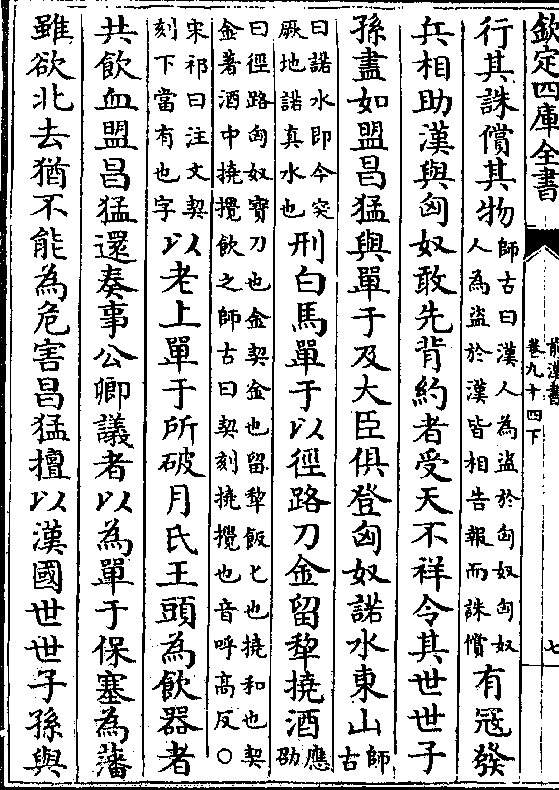 欽定四庫全書
前漢書
卷九十四下
七
行其誅償其物師古曰漢人為盜於匈奴匈奴人為盜於漢皆相告報而誅償有寇發
兵相助漢與匈奴敢先背約者受天不祥令其世世子
孫盡如盟昌猛與單于及大臣俱登匈奴諾水東山師古
曰諾水即今突厥地諾真水也刑白馬單于以徑路刀金留犂撓酒應劭
曰徑路匈奴寳刀也金契金也留犂飯匕也撓和也契金著酒中撓攪飲之師古曰契刻撓攪也音呼高反○
宋祁曰注文契刻下當有也字以老上單于所破月氏王頭為飲器者
共飲血盟昌猛還奏事公卿議者以為單于保塞為藩
雖欲北去猶不能為危害昌猛擅以漢國世世子孫與